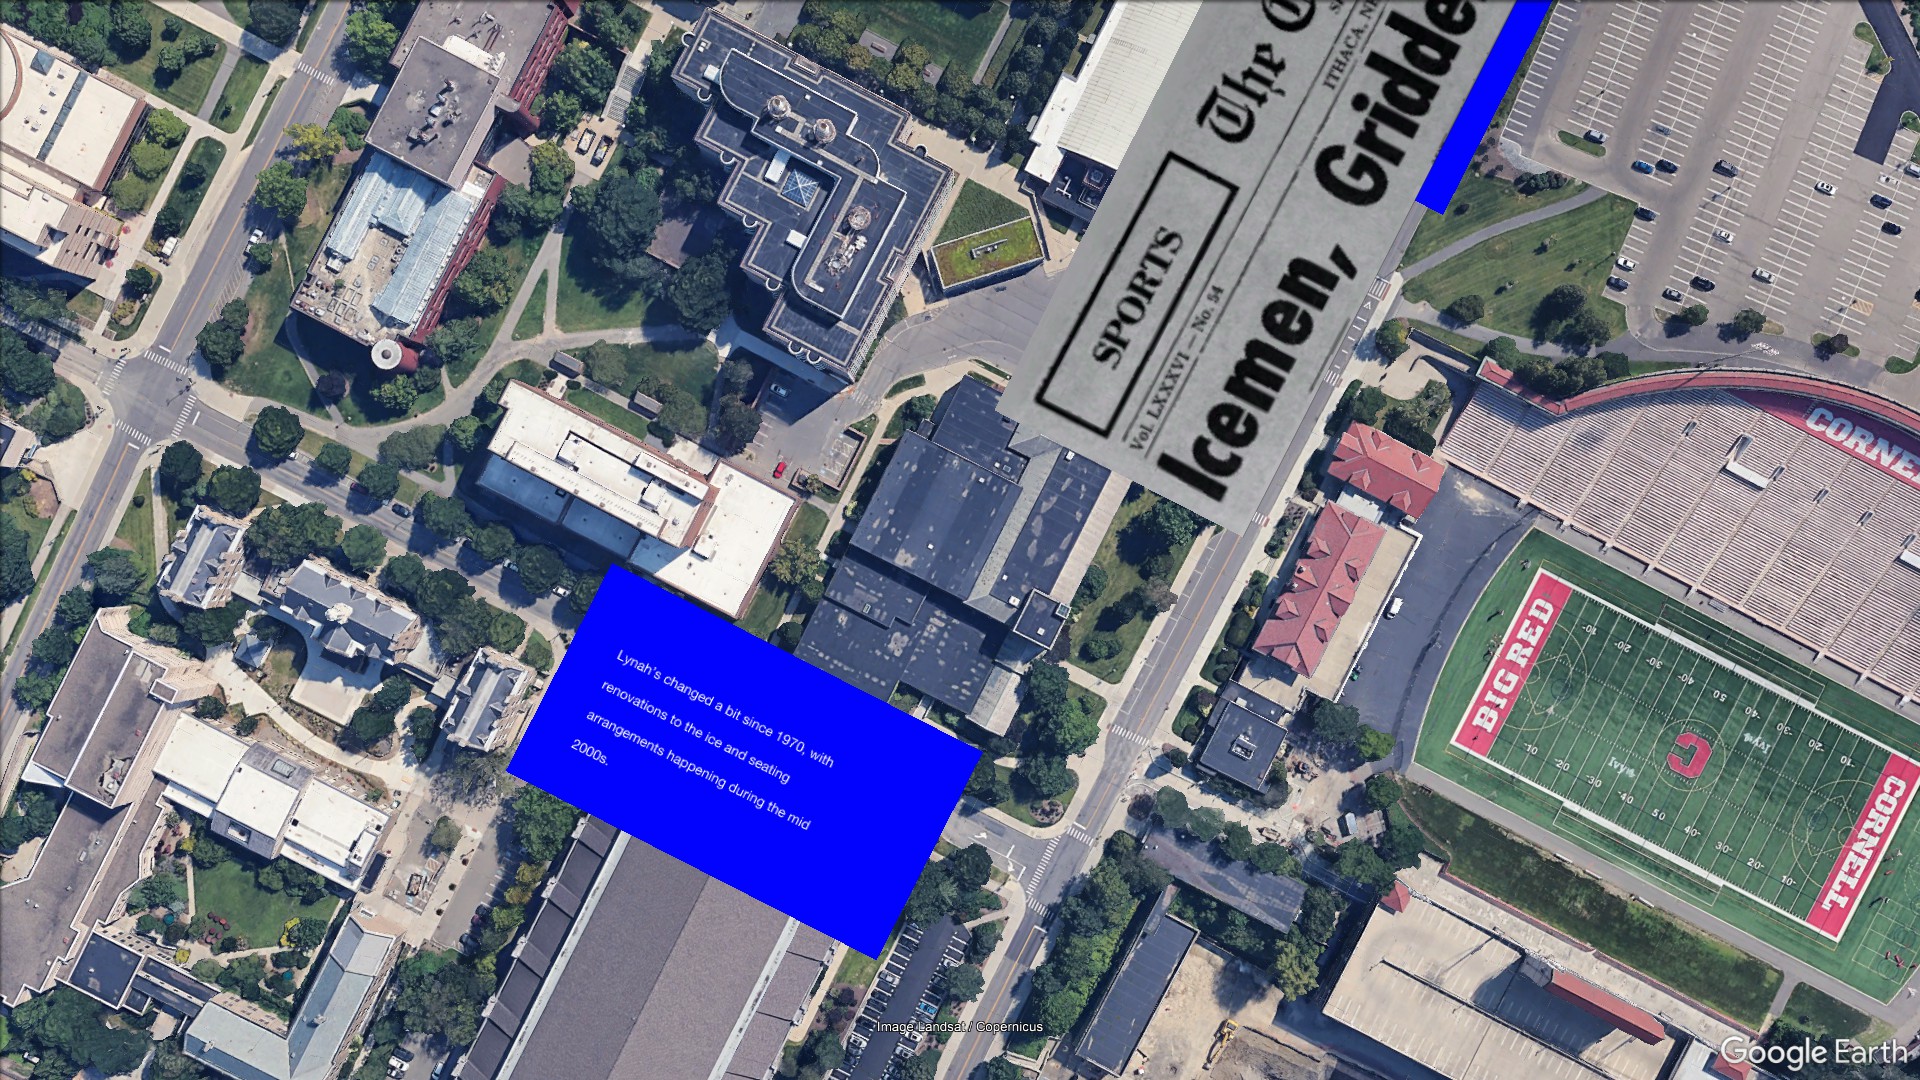 The
ITHACA,
SPORTS
Vol. LXXXVI — No. 54
Icemen,
CORNE
BIG RED
CORNELL
C
Lynah's changed a bit since 1970, with
renovations to the ice and seating
arrangements happening during the mid
2000s.
Image Landsat / Copernicus
Google Earth